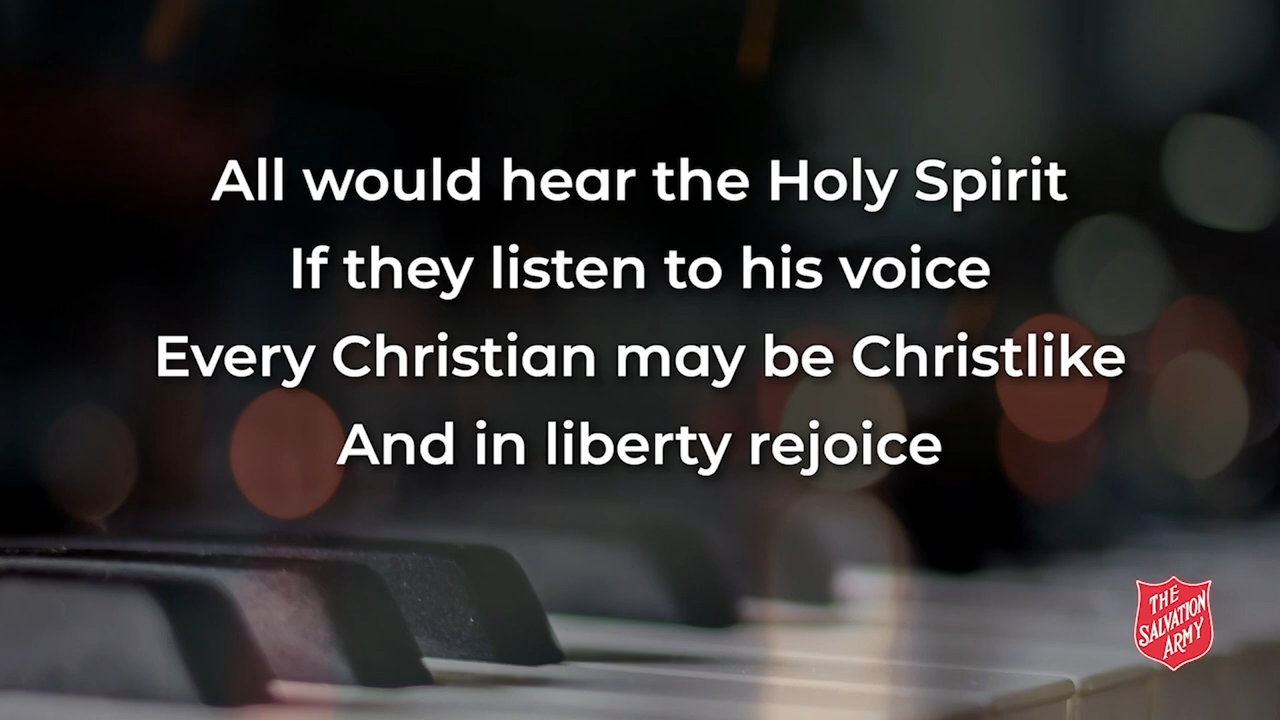 All would hear the Holy Spirit
If they listen to his voice
Every Christian may be Christlike
And in liberty rejoice
THE
SALVATION
ARMY